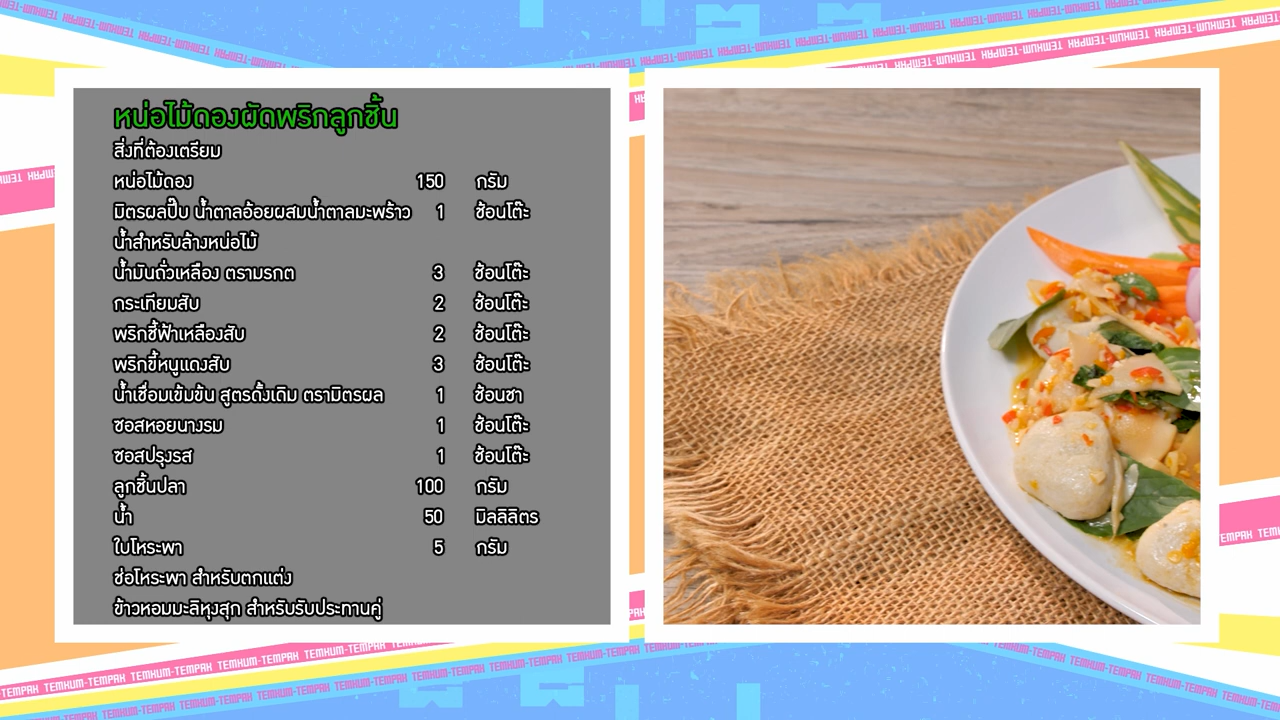 หน่อไม้ดองผัดพริกลูกชิ้น
สิ่งที่ต้องเตรียม
หน่อไม้ดอง 150 กรัม
มิตรผลปี๊บ น้ำตาลอ้อยผสมน้ำตาลมะพร้าว 1 ช้อนโต๊ะ
น้ำสำหรับล้างหน่อไม้
น้ำมันถั่วเหลือง ตรามรกต 3 ช้อนโต๊ะ
กระเทียมสับ 2 ช้อนโต๊ะ
พริกชี้ฟ้าเหลืองสับ 2 ช้อนโต๊ะ
พริกขี้หนูแดงสับ 3 ช้อนโต๊ะ
น้ำเชื่อมเข้มข้น สูตรดั้งเดิม ตรามิตรผล 1 ช้อนชา
ซอสหอยนางรม 1 ช้อนโต๊ะ
ซอสปรุงรส 1 ช้อนโต๊ะ
ลูกชิ้นปลา 100 กรัม
น้ำ 50 มิลลิลิตร
ใบโหระพา 5 กรัม
ช่อโหระพา สำหรับตกแต่ง
ข้าวหอมมะลิหุงสุก สำหรับรับประทานคู่
TEMKUM-TEMPAK TEMKUM-TEMPAK TEMKUM-TEMPAK